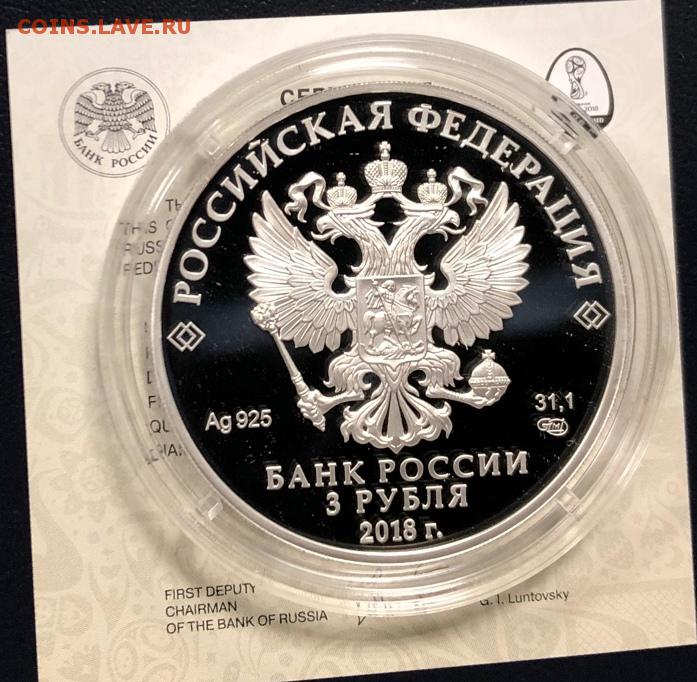 COINS.LAVE.RU
БАНК РОССИИ
2018
РОССИЙСКАЯ ФЕДЕРАЦИЯ
Ag 925
31,1
БАНК РОССИИ
3 РУБЛЯ
2018 г.
FIRST DEPUTY
CHAIRMAN
OF THE BANK OF RUSSIA
G. I. Luntovsky